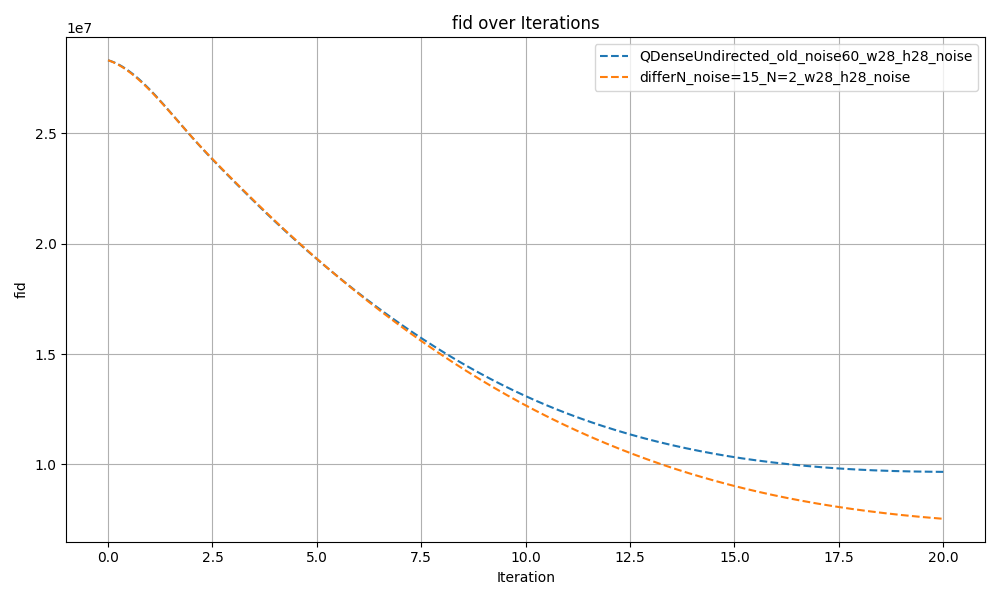 fid over Iterations
1e7
QDenseUndirected_old_noise60_w28_h28_noise
differN_noise=15_N=2_w28_h28_noise
2.5
2.0
1.5
1.0
fid
0.0 2.5 5.0 7.5 10.0 12.5 15.0 17.5 20.0
Iteration